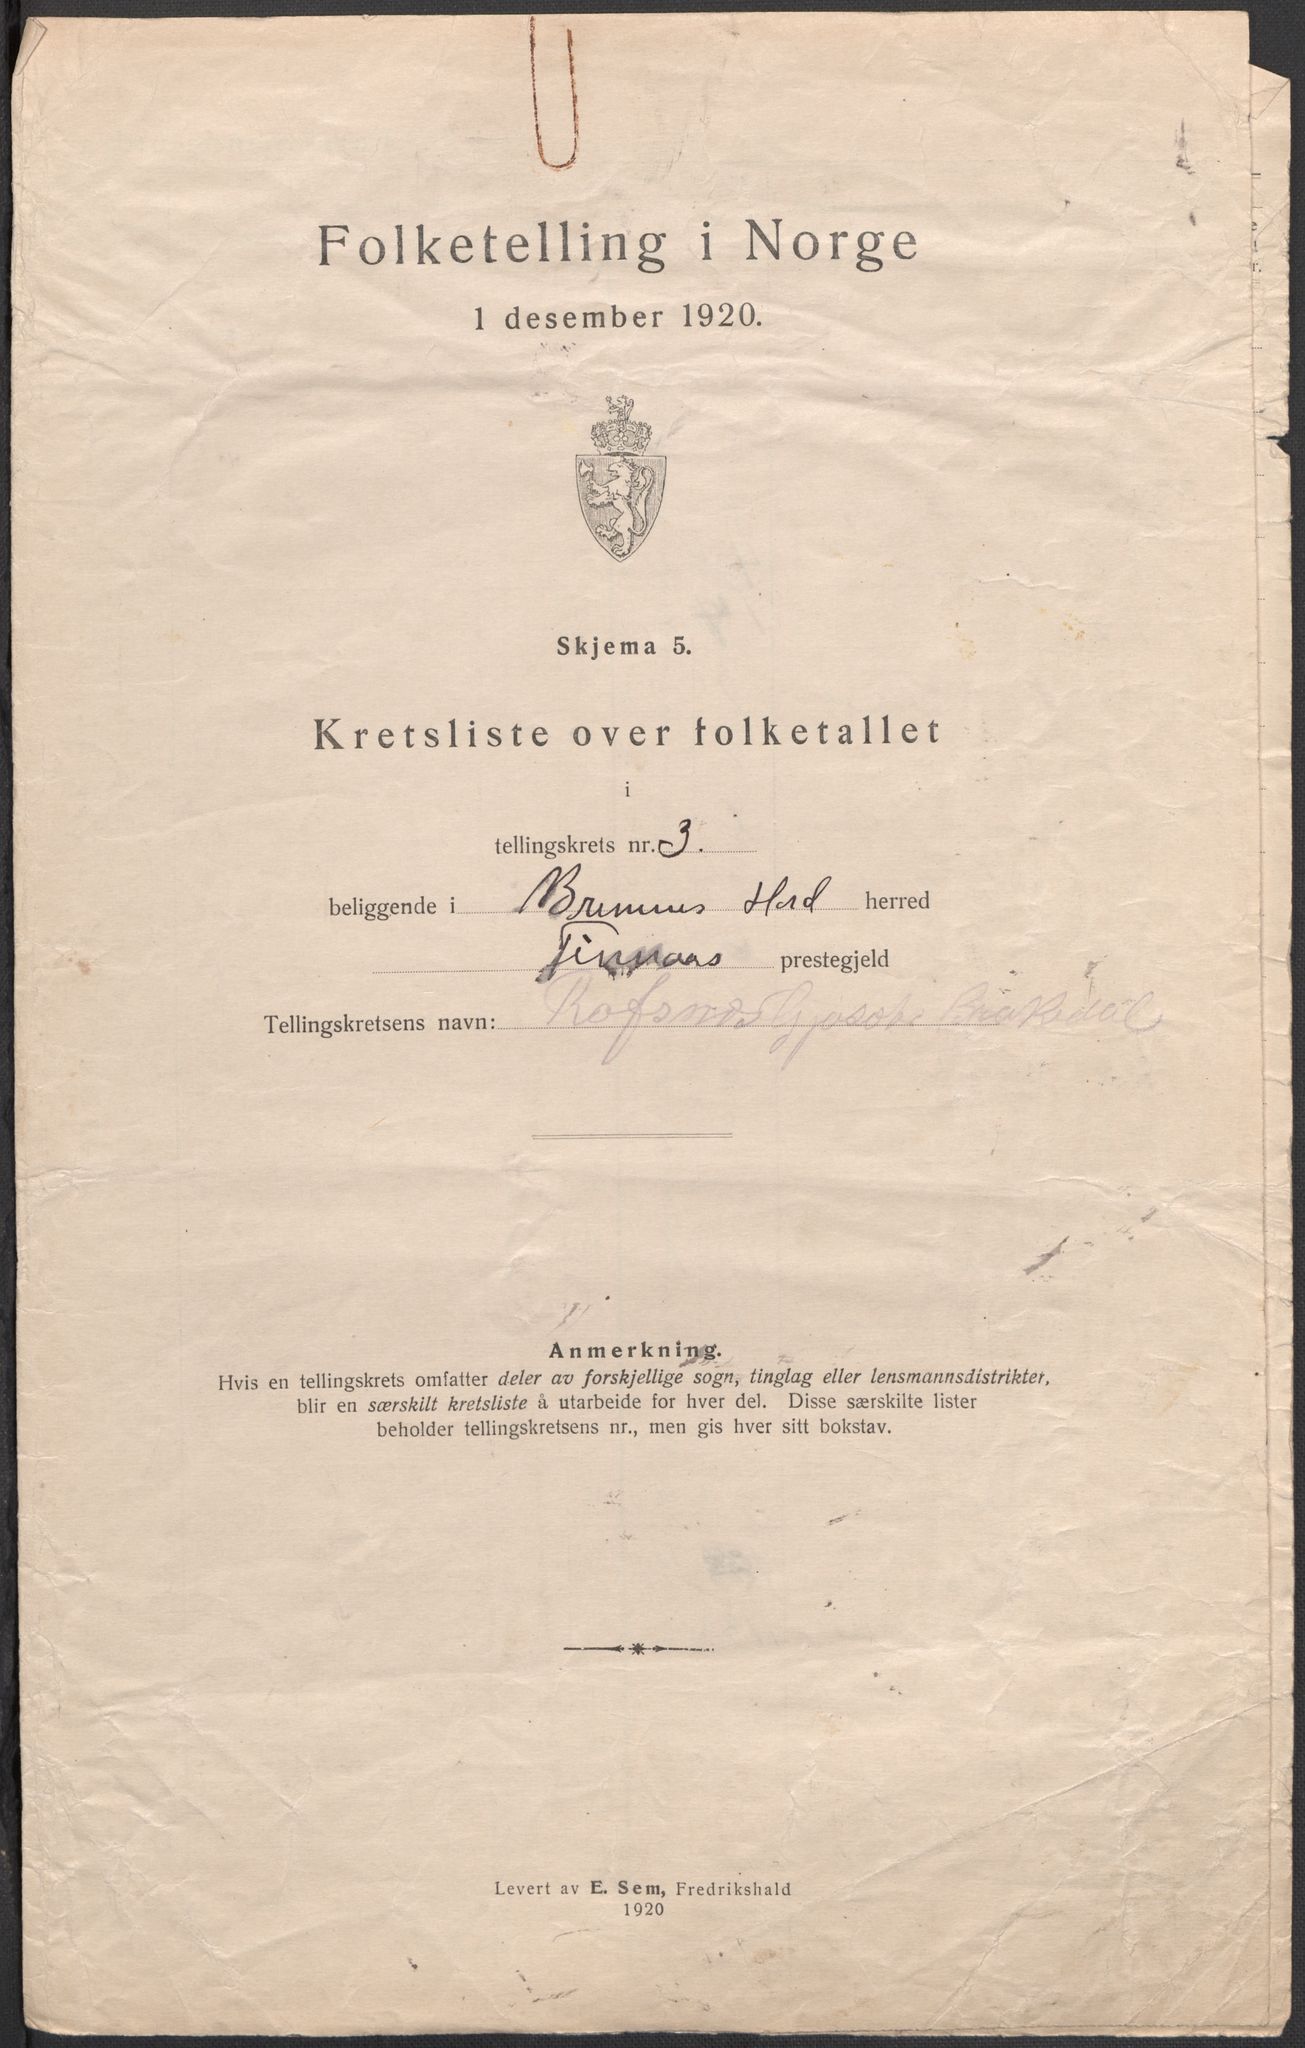 Folketelling i Norge
1 desember 1920.
Skjema 5.
Kretsliste over folketallet
i
tellingskrets nr. 3.
beliggende i Bremnes Herd herred
Finnaas prestegjeld
Tellingskretsens navn:
Anmerkning.
Hvis en tellingskrets omfatter deler av forskjellige sogn, tinglag eller lensmannsdistrikter,
blir en særskilt kretsliste å utarbeide for hver del. Disse særskilte lister
beholder tellingskretsens nr., men gis hver sitt bokstav.
Levert av E. Sem, Fredrikshald
1920